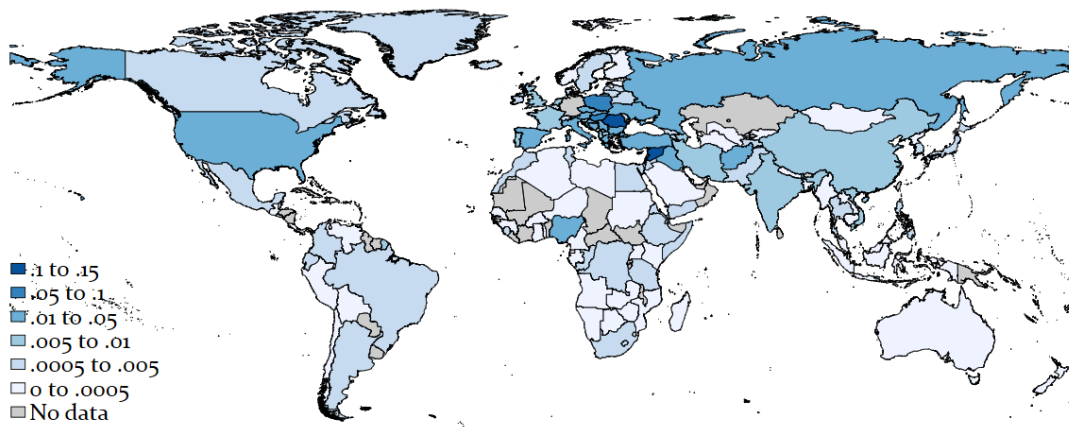 .1 to .15
.05 to .1
.01 to .05
.005 to .01
.0005 to .005
0 to .0005
No data